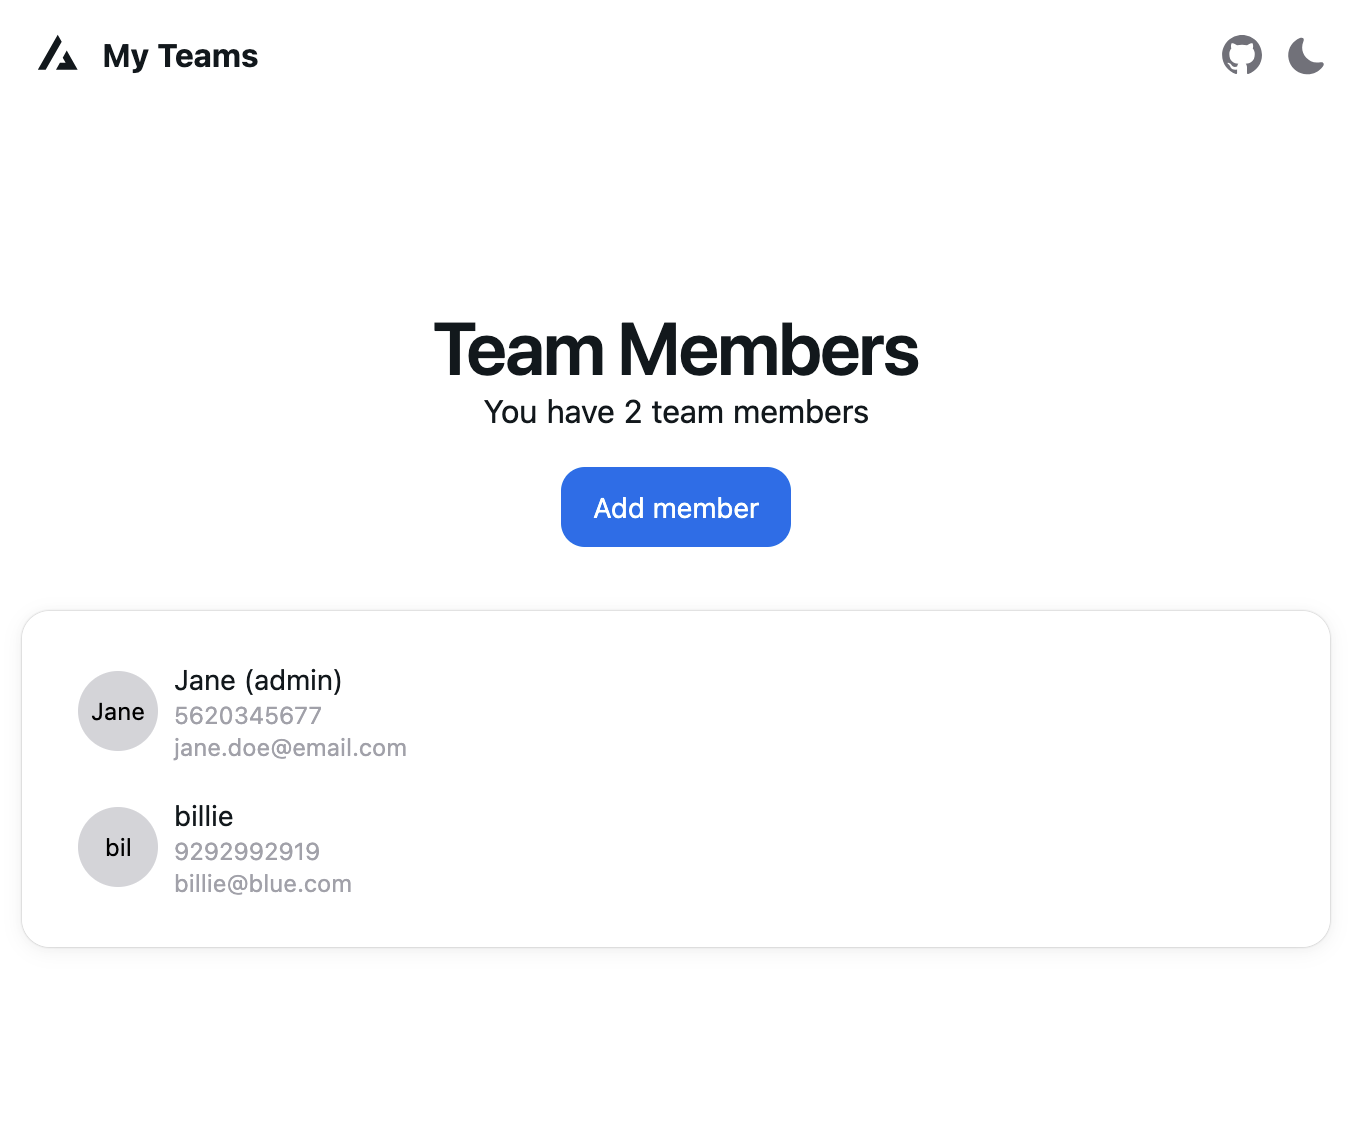 My Teams
Team Members
You have 2 team members
Add member
Jane
Jane (admin)
5620345677
jane.doe@email.com
bil
billie
9292992919
billie@blue.com